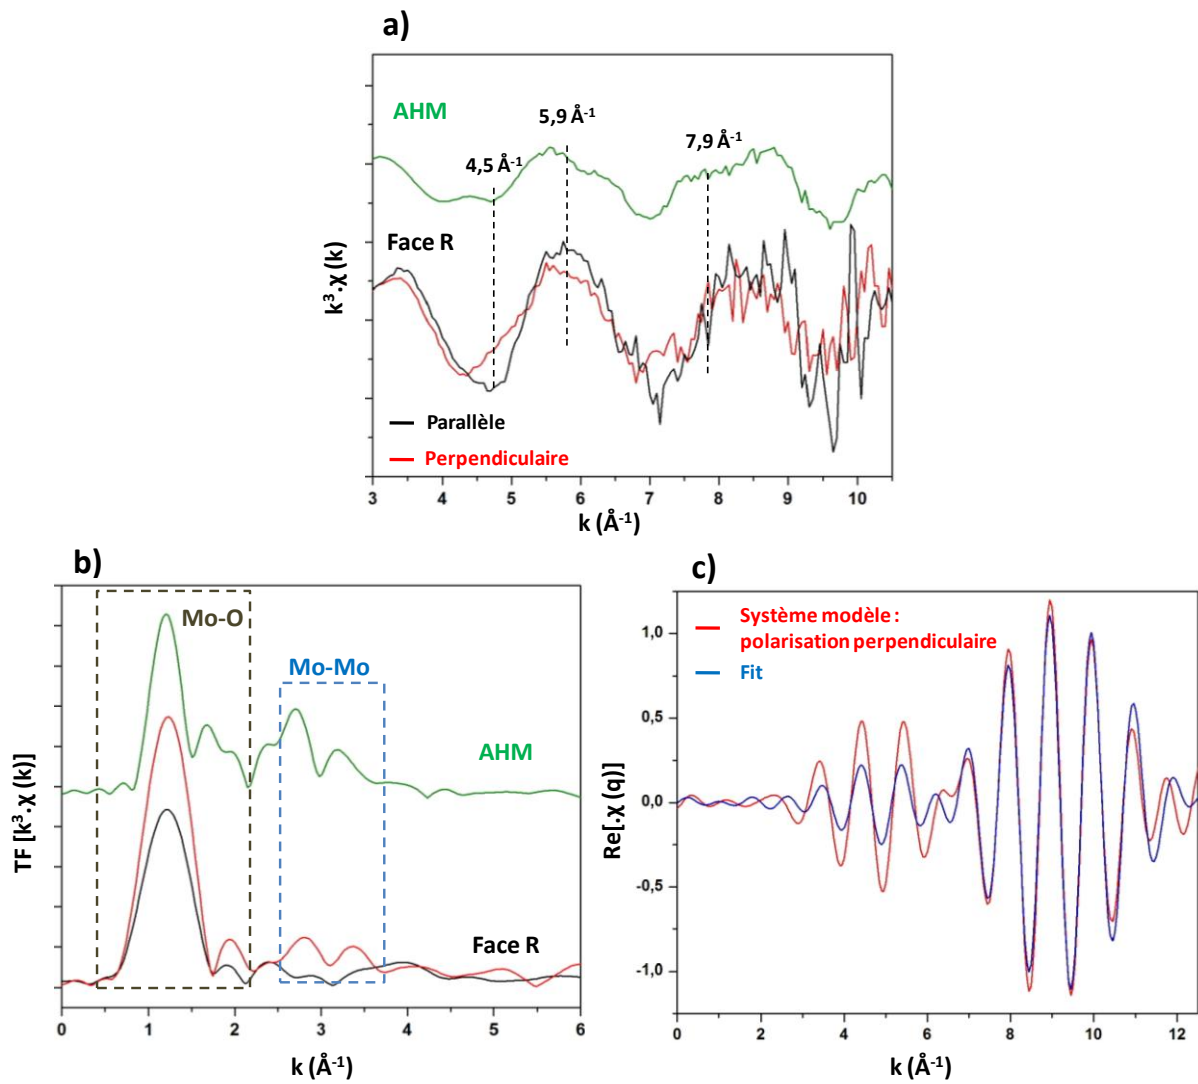 a)
AHM
5,9 Å-1
7,9 Å-1
4,5 Å-1
Face R
k3.χ (k)
Parallèle
Perpendiculaire
3 4 5 6 7 8 9 10
k (Å-1)
b)
Mo-O
Mo-Mo
AHM
Face R
TF [k3.χ (k)]
0 1 2 3 4 5 6
k (Å-1)
c)
Système modèle :
polarisation perpendiculaire
Fit
1,0
0,5
0,0
-0,5
-1,0
Re[.χ (q)]
0 2 4 6 8 10 12
k (Å-1)